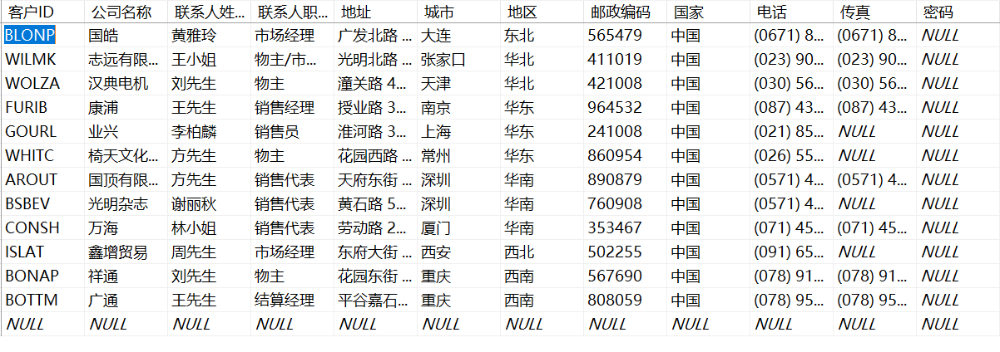 客户ID 公司名称 联系人姓... 联系人职... 地址 城市 地区 邮政编码 国家 电话 传真 密码
BLONP 国皓 黄雅玲 市场经理 广发北路 ... 大连 东北 565479 中国 (0671) 8... (0671) 8... NULL
WILMK 志远有限... 王小姐 物主/市... 光明北路 ... 张家口 华北 411019 中国 (023) 90... (023) 90... NULL
WOLZA 汉典电机 刘先生 物主 潼关路 4... 天津 华北 421008 中国 (030) 56... (030) 56... NULL
FURIB 康浦 王先生 销售经理 授业路 3... 南京 华东 964532 中国 (087) 43... (087) 43... NULL
GOURL 业兴 李柏麟 销售员 淮河路 3... 上海 华东 241008 中国 (021) 85... NULL NULL
WHITC 椅天文化... 方先生 物主 花园西路 ... 常州 华东 860954 中国 (026) 55... NULL NULL
AROUT 国顶有限... 方先生 销售代表 天府东街 ... 深圳 华南 890879 中国 (0571) 4... (0571) 4... NULL
BSBEV 光明杂志 谢丽秋 销售代表 黄石路 5... 深圳 华南 760908 中国 (0571) 4... NULL NULL
CONSH 万海 林小姐 销售代表 劳动路 2... 厦门 华南 353467 中国 (071) 45... (071) 45... NULL
ISLAT 鑫增贸易 周先生 市场经理 东府大街 ... 西安 西北 502255 中国 (091) 65... NULL NULL
BONAP 祥通 刘先生 物主 花园东街 ... 重庆 西南 567690 中国 (078) 91... (078) 91... NULL
BOTTM 广通 王先生 结算经理 平谷嘉石... 重庆 西南 808059 中国 (078) 95... (078) 95... NULL
NULL NULL NULL NULL NULL NULL NULL NULL NULL NULL NULL NULL